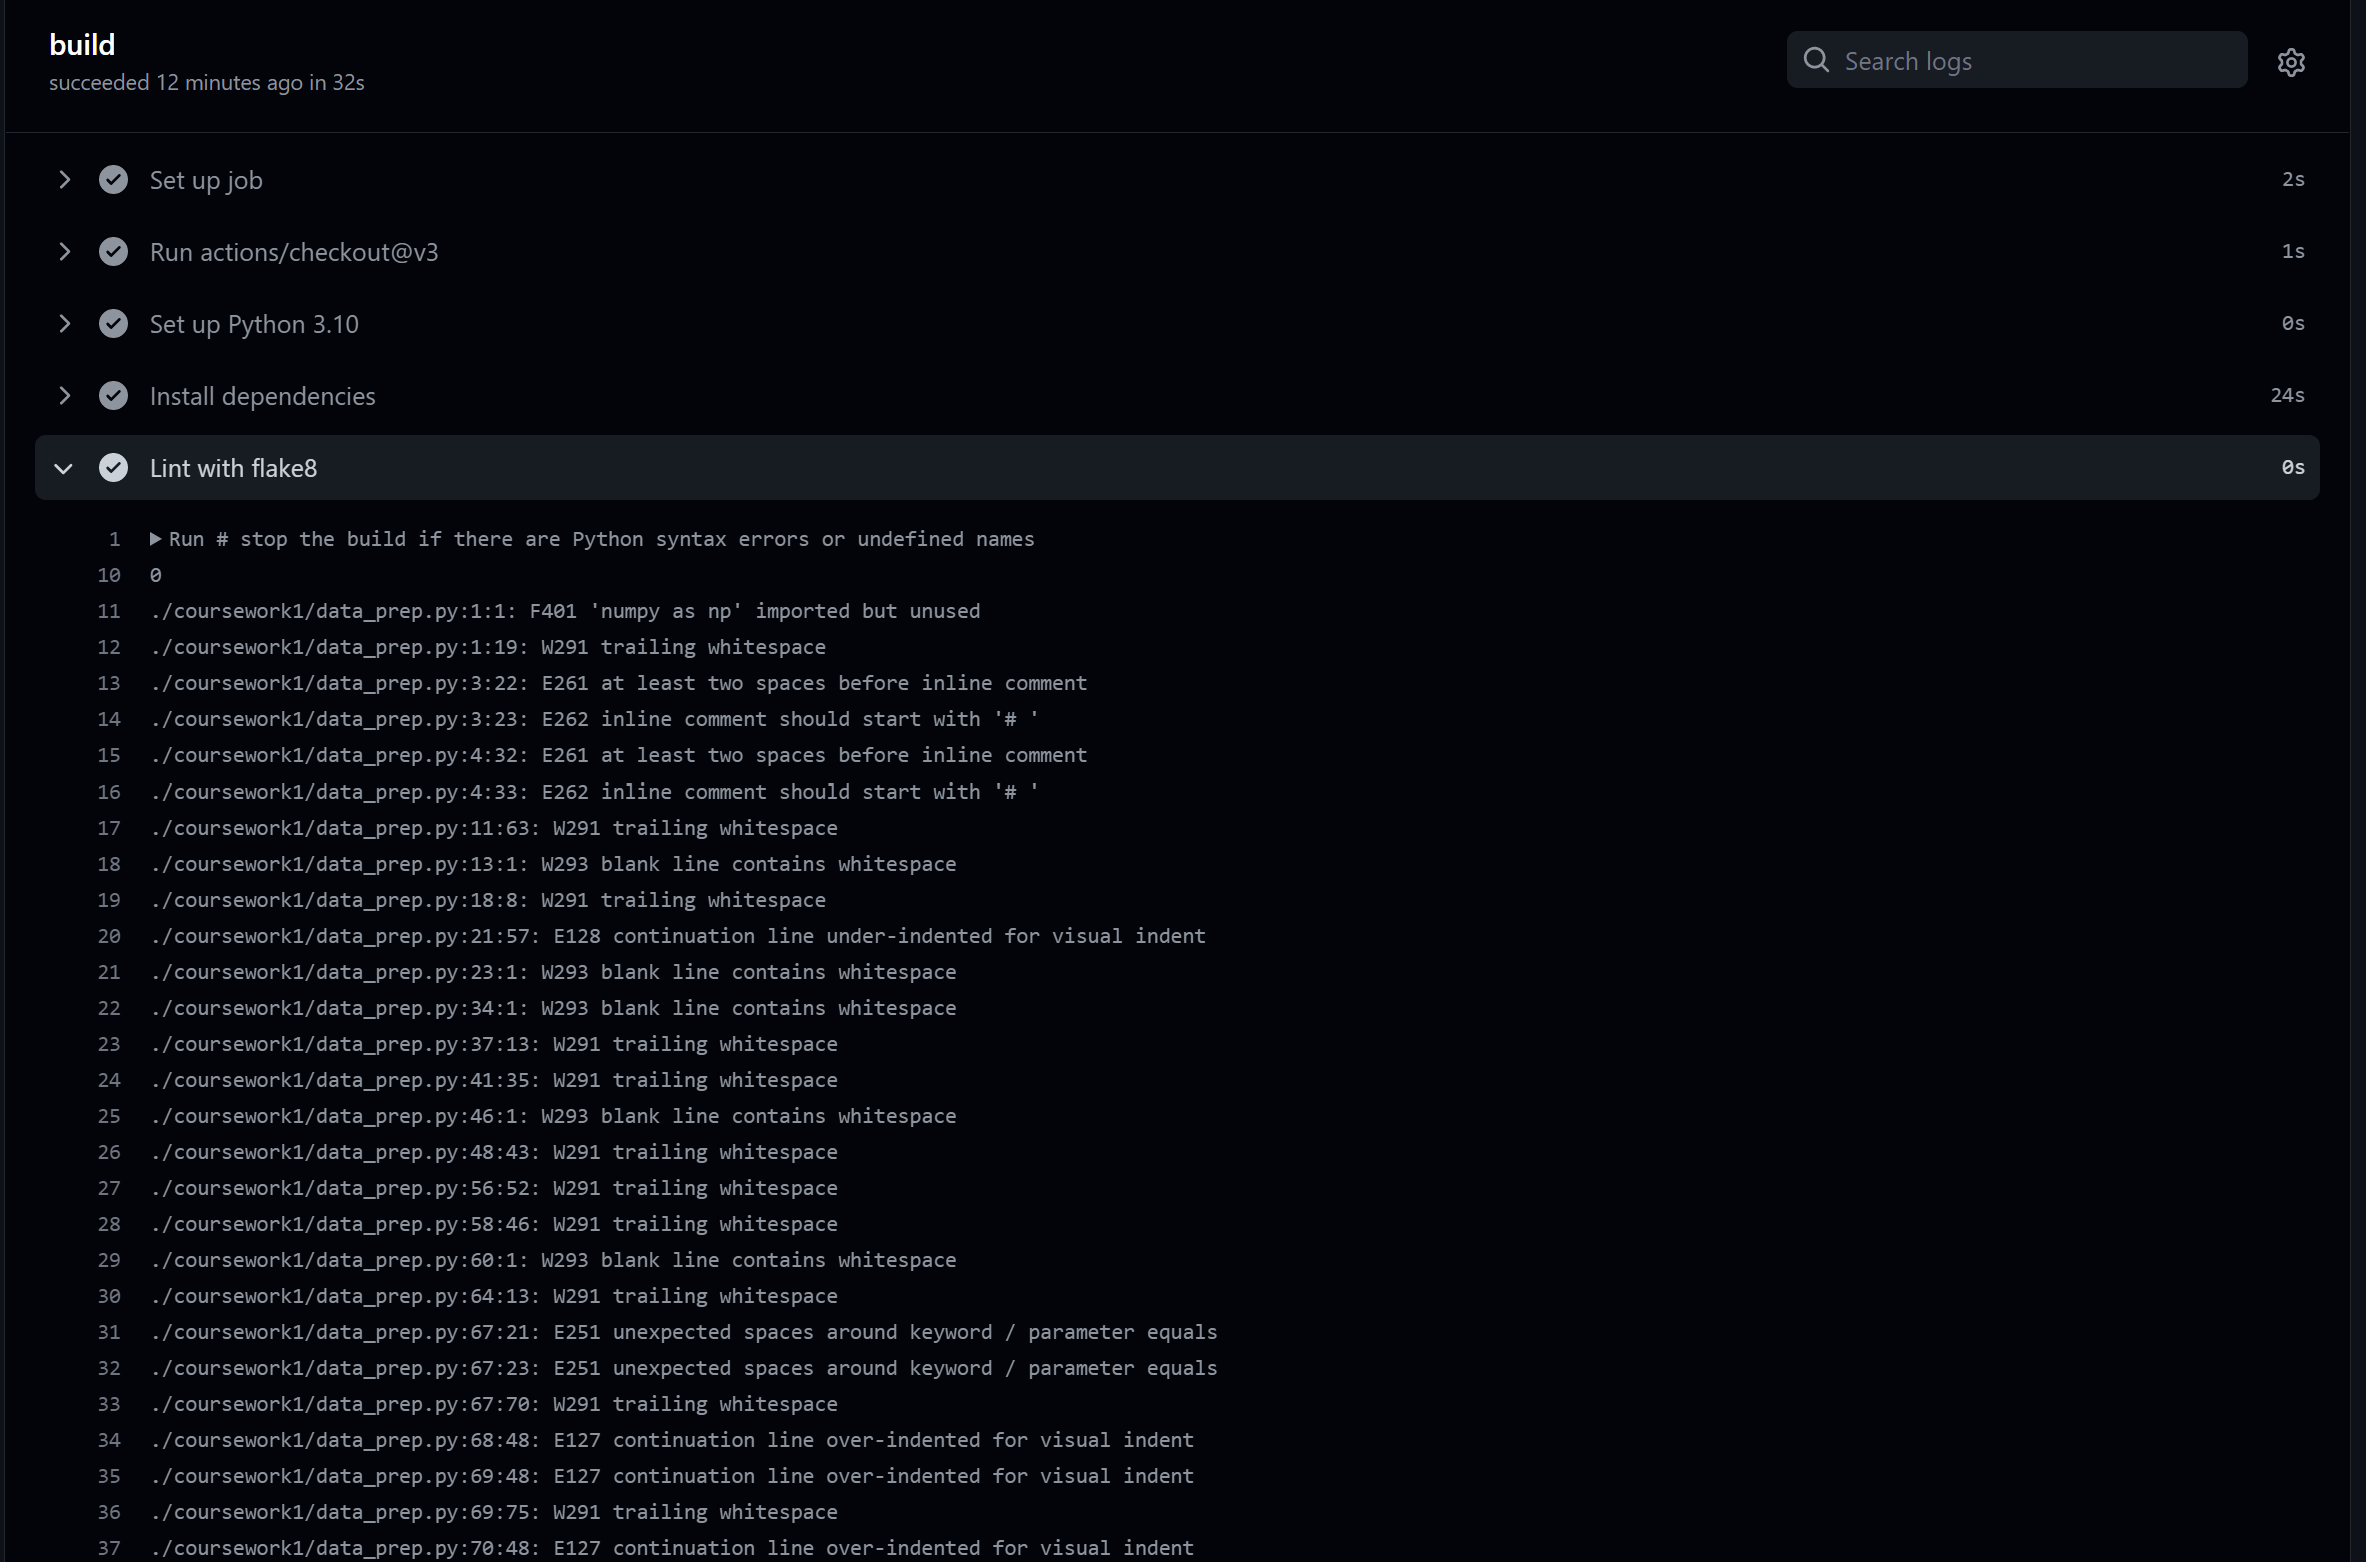 build
succeeded 12 minutes ago in 32s
Search logs
Set up job 2s
Run actions/checkout@v3 1s
Set up Python 3.10 0s
Install dependencies 24s
Lint with flake8 0s
1 Run # stop the build if there are Python syntax errors or undefined names
10 0
11 ./coursework1/data_prep.py:1:1: F401 'numpy as np' imported but unused
12 ./coursework1/data_prep.py:1:19: W291 trailing whitespace
13 ./coursework1/data_prep.py:3:22: E261 at least two spaces before inline comment
14 ./coursework1/data_prep.py:3:23: E262 inline comment should start with '# '
15 ./coursework1/data_prep.py:4:32: E261 at least two spaces before inline comment
16 ./coursework1/data_prep.py:4:33: E262 inline comment should start with '# '
17 ./coursework1/data_prep.py:11:63: W291 trailing whitespace
18 ./coursework1/data_prep.py:13:1: W293 blank line contains whitespace
19 ./coursework1/data_prep.py:18:8: W291 trailing whitespace
20 ./coursework1/data_prep.py:21:57: E128 continuation line under-indented for visual indent
21 ./coursework1/data_prep.py:23:1: W293 blank line contains whitespace
22 ./coursework1/data_prep.py:34:1: W293 blank line contains whitespace
23 ./coursework1/data_prep.py:37:13: W291 trailing whitespace
24 ./coursework1/data_prep.py:41:35: W291 trailing whitespace
25 ./coursework1/data_prep.py:46:1: W293 blank line contains whitespace
26 ./coursework1/data_prep.py:48:43: W291 trailing whitespace
27 ./coursework1/data_prep.py:56:52: W291 trailing whitespace
28 ./coursework1/data_prep.py:58:46: W291 trailing whitespace
29 ./coursework1/data_prep.py:60:1: W293 blank line contains whitespace
30 ./coursework1/data_prep.py:64:13: W291 trailing whitespace
31 ./coursework1/data_prep.py:67:21: E251 unexpected spaces around keyword / parameter equals
32 ./coursework1/data_prep.py:67:23: E251 unexpected spaces around keyword / parameter equals
33 ./coursework1/data_prep.py:67:70: W291 trailing whitespace
34 ./coursework1/data_prep.py:68:48: E127 continuation line over-indented for visual indent
35 ./coursework1/data_prep.py:69:48: E127 continuation line over-indented for visual indent
36 ./coursework1/data_prep.py:69:75: W291 trailing whitespace
37 ./coursework1/data_prep.py:70:48: E127 continuation line over-indented for visual indent